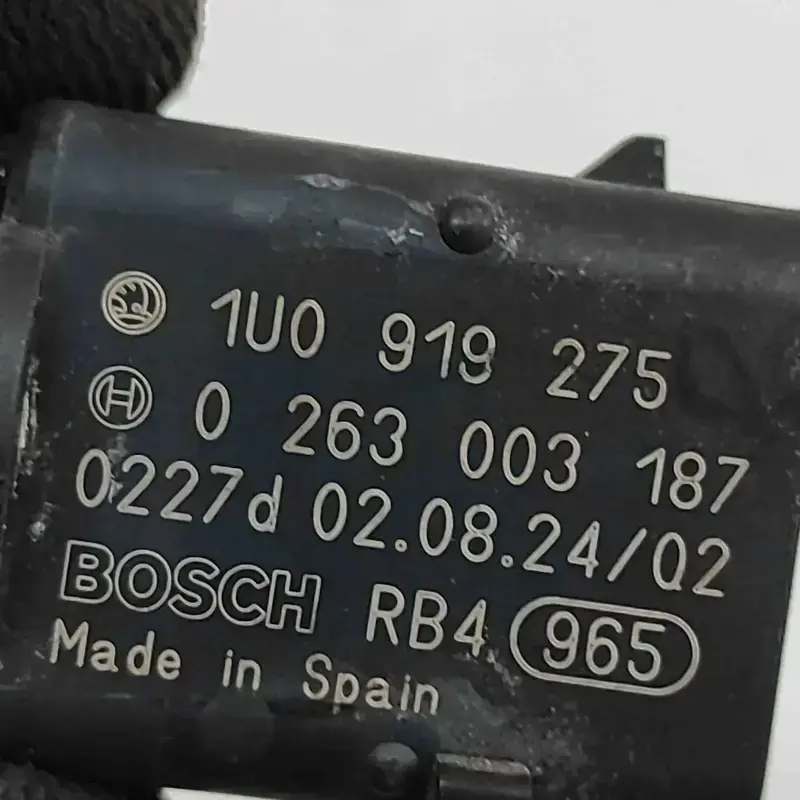 1U0 919 275
0 263 003 187
0227d 02.08.24/02
BOSCH RB4 965
Made in Spain